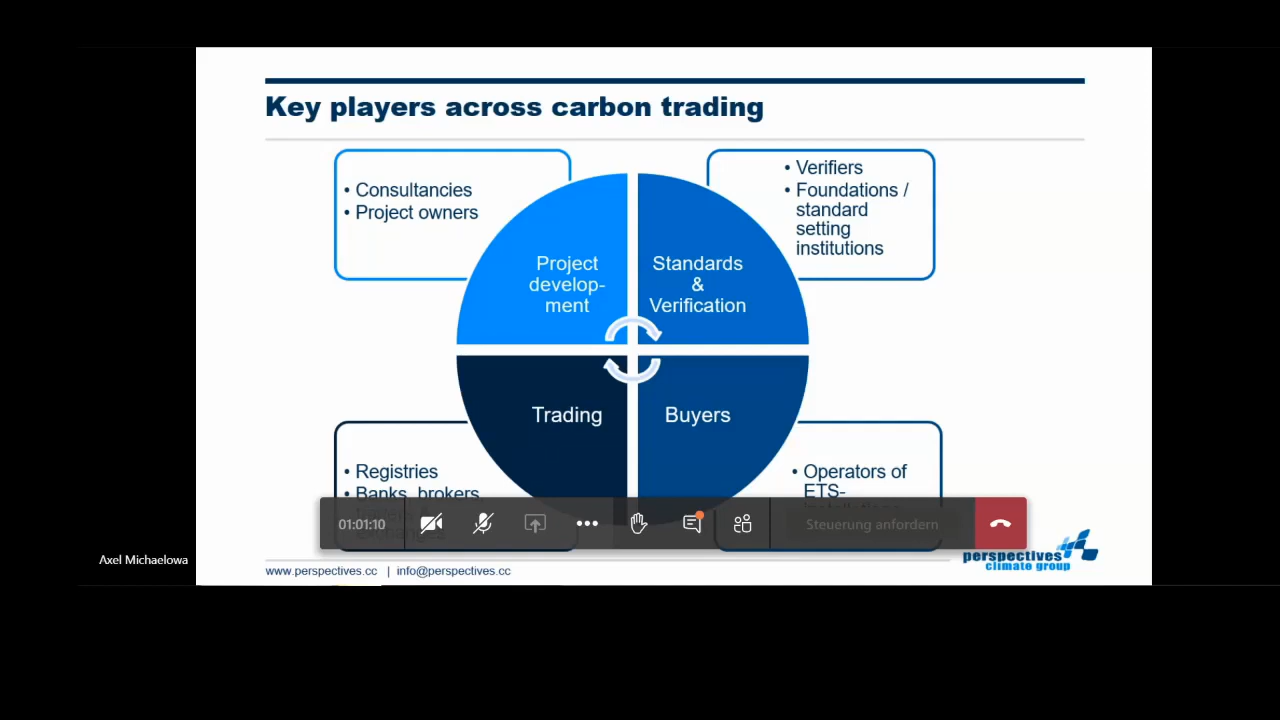 Key players across carbon trading
• Consultancies
• Project owners
• Verifiers
• Foundations /
standard
setting
institutions
Project
develop-
ment
Standards
&
Verification
Trading
Buyers
• Registries
• Banks, brokers
• Operators of
ETS-
01:01:10
Steuerung anfordern
Axel Michaelowa
perspectives
climate group
www.perspectives.cc | info@perspectives.cc